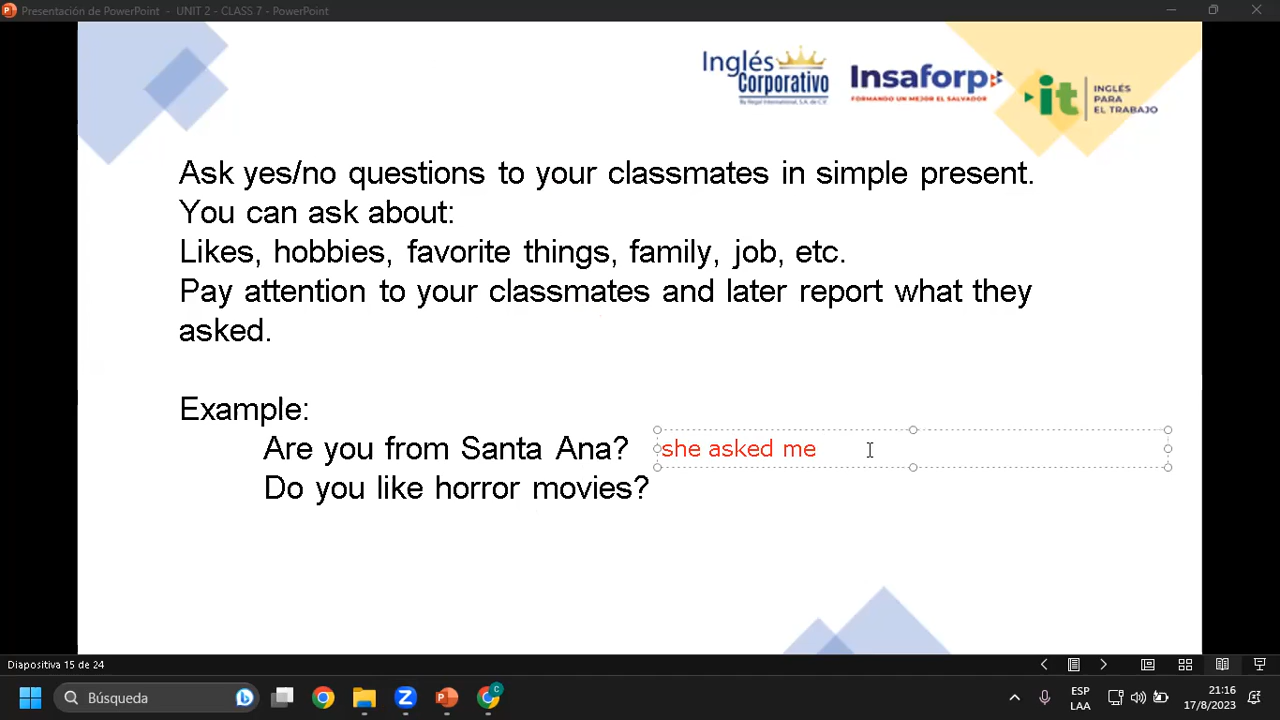 Presentación de PowerPoint - UNIT 2 - CLASS 7 - PowerPoint
Inglés
Corporativo
By Regal International, S.A. de C.V.
Insaforp
FORMANDO UN MEJOR EL SALVADOR
it
INGLÉS
PARA
EL TRABAJO
Ask yes/no questions to your classmates in simple present.
You can ask about:
Likes, hobbies, favorite things, family, job, etc.
Pay attention to your classmates and later report what they
asked.
Example:
Are you from Santa Ana? she asked me
Do you like horror movies?
Diapositiva 15 de 24
Búsqueda
C
ESP
LAA
21:16
17/8/2023